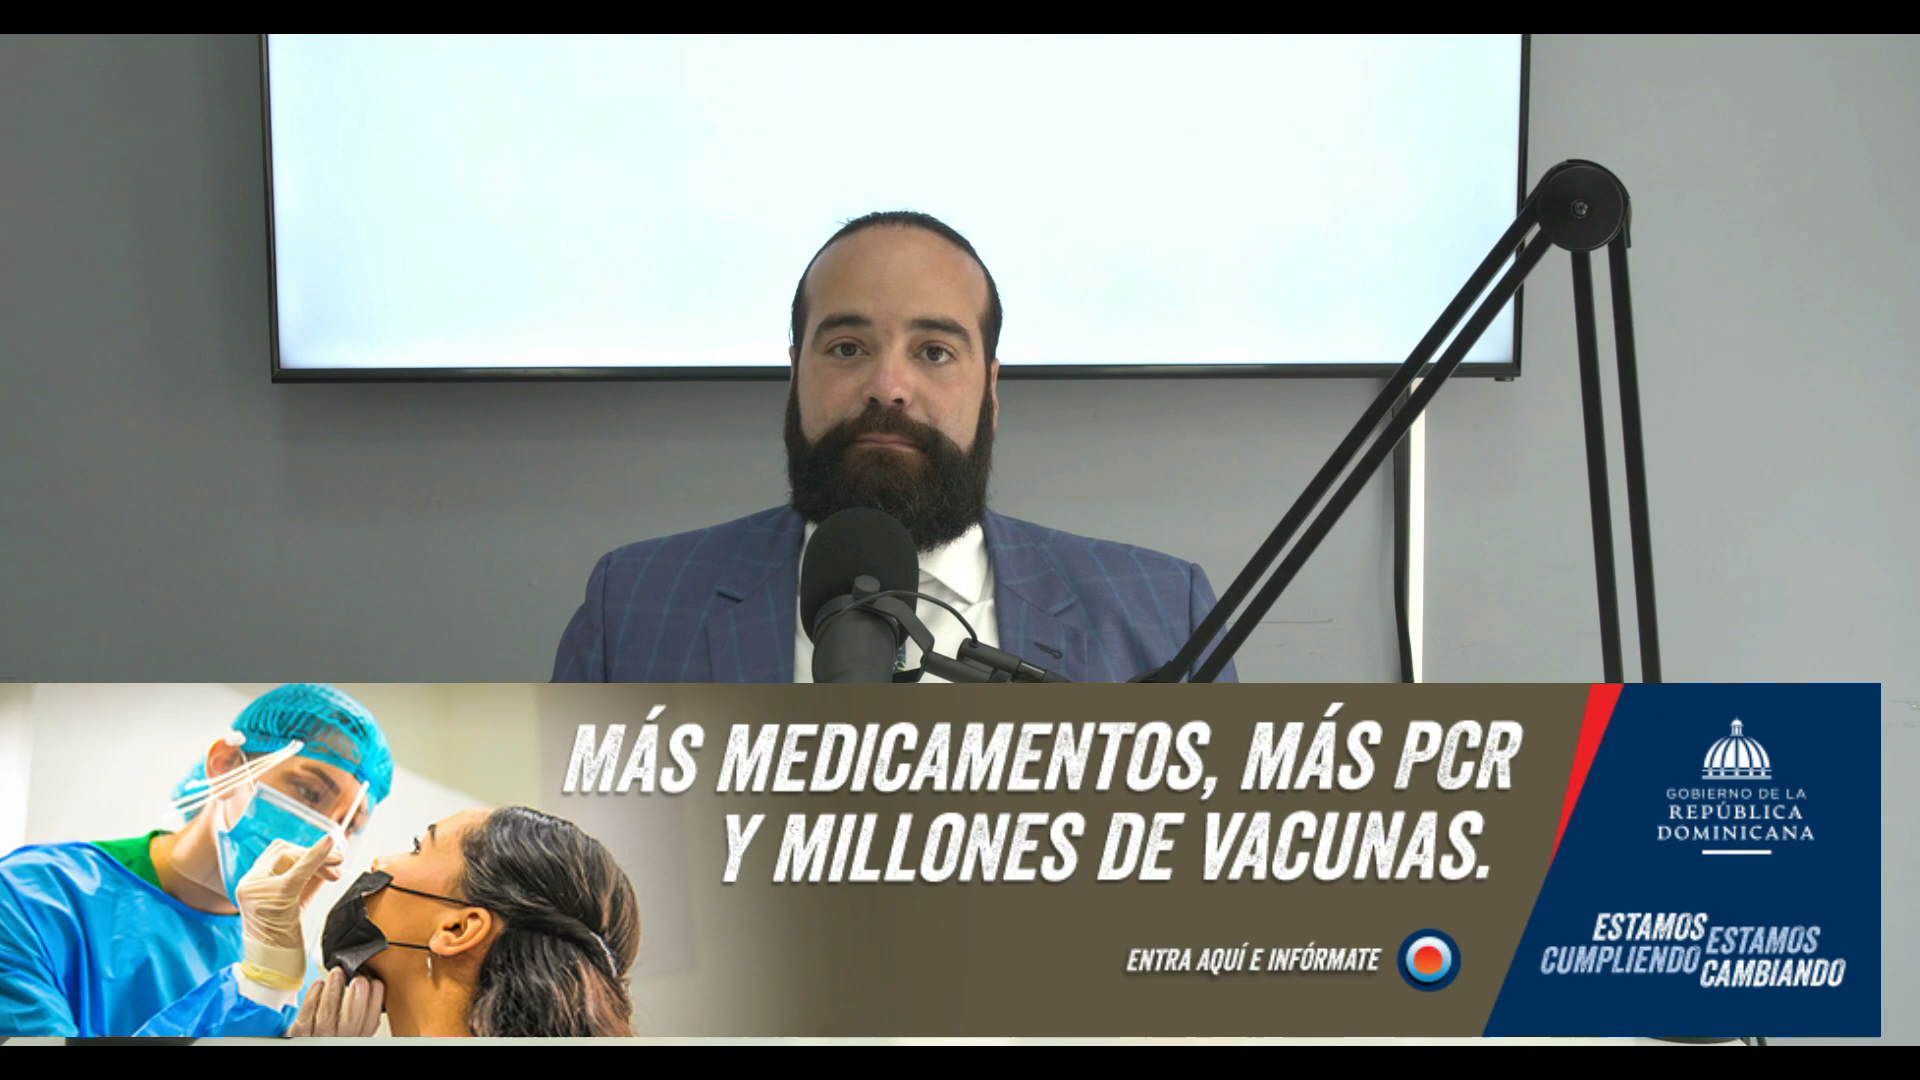 MÁS MEDICAMENTOS, MÁS PCR
Y MILLONES DE VACUNAS.
ENTRA AQUÍ E INFÓRMATE
GOBIERNO DE LA
REPÚBLICA
DOMINICANA
ESTAMOS
CUMPLIENDO
ESTAMOS
CAMBIANDO